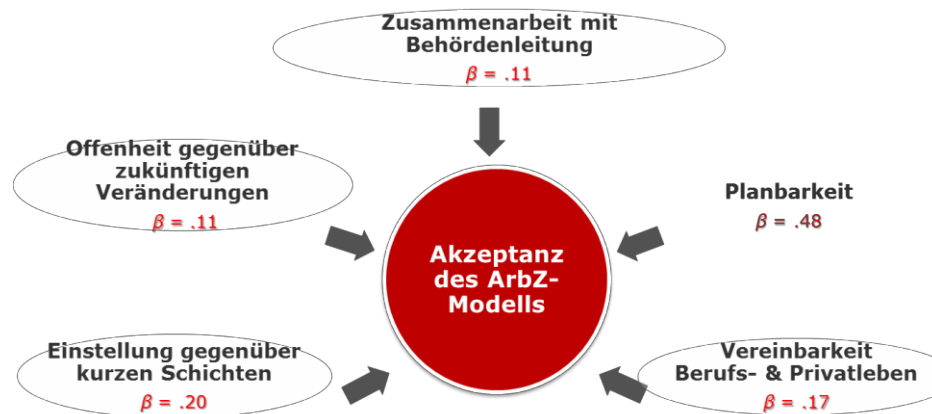 Zusammenarbeit mit
Behördenleitung
β = .11
Offenheit gegenüber
zukünftigen
Veränderungen
β = .11
Planbarkeit
β = .48
Akzeptanz
des ArbZ-
Modells
Einstellung gegenüber
kurzen Schichten
β = .20
Vereinbarkeit
Berufs- & Privatleben
β = .17